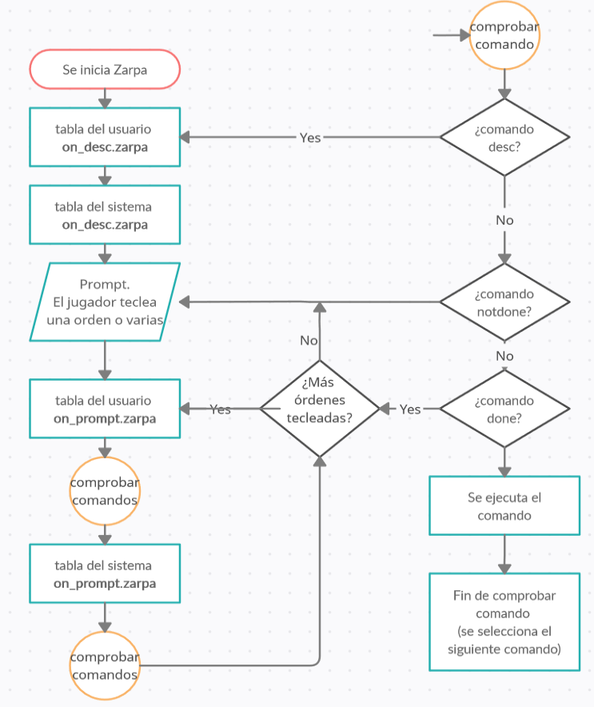 Se inicia Zarpa
tabla del usuario
on_desc.zarpa
tabla del sistema
on_desc.zarpa
Prompt.
El jugador teclea
una orden o varias
tabla del usuario
on_prompt.zarpa
comprobar
comandos
tabla del sistema
on_prompt.zarpa
comprobar
comandos
¿Más
órdenes
tecleadas?
Yes
No
comprobar
comando
¿comando
desc?
Yes
No
¿comando
notdone?
No
¿comando
done?
Yes
Se ejecuta el
comando
Fin de comprobar
comando
(se selecciona el
siguiente comando)